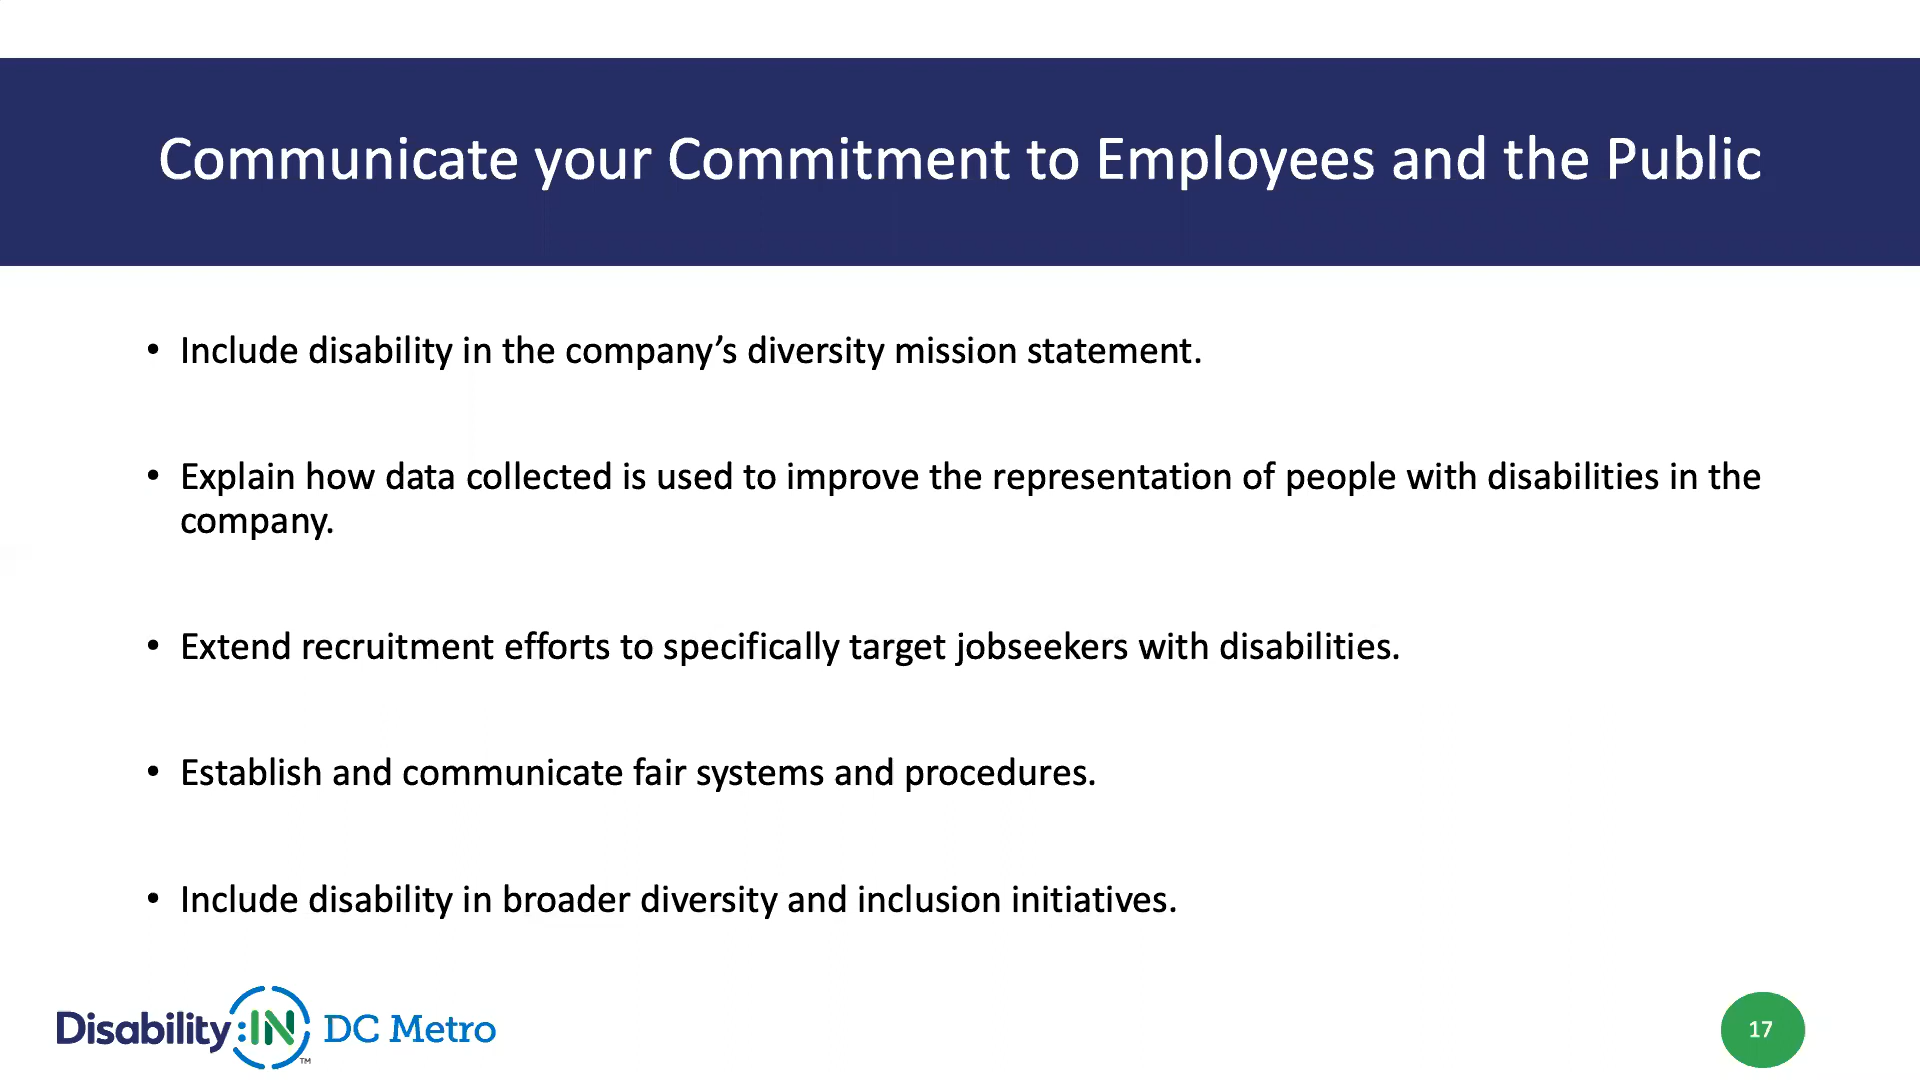 Communicate your Commitment to Employees and the Public
• Include disability in the company’s diversity mission statement.
• Explain how data collected is used to improve the representation of people with disabilities in the
company.
• Extend recruitment efforts to specifically target jobseekers with disabilities.
• Establish and communicate fair systems and procedures.
• Include disability in broader diversity and inclusion initiatives.
Disability:IN™ DC Metro
17